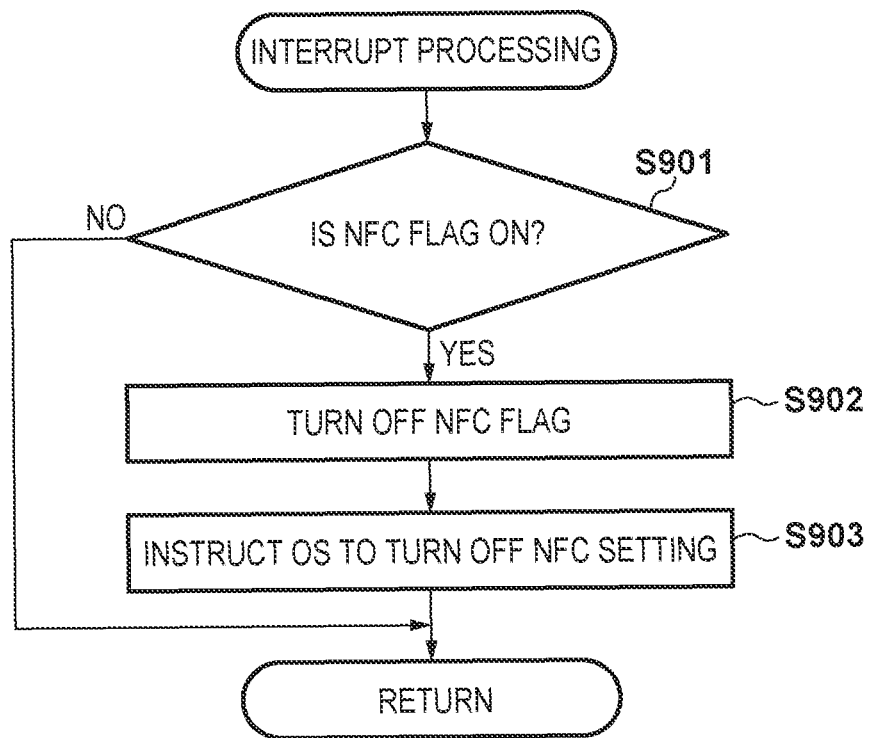 INTERRUPT PROCESSING
S901
NO
IS NFC FLAG ON?
YES
TURN OFF NFC FLAG
S902
INSTRUCT OS TO TURN OFF NFC SETTING
S903
RETURN